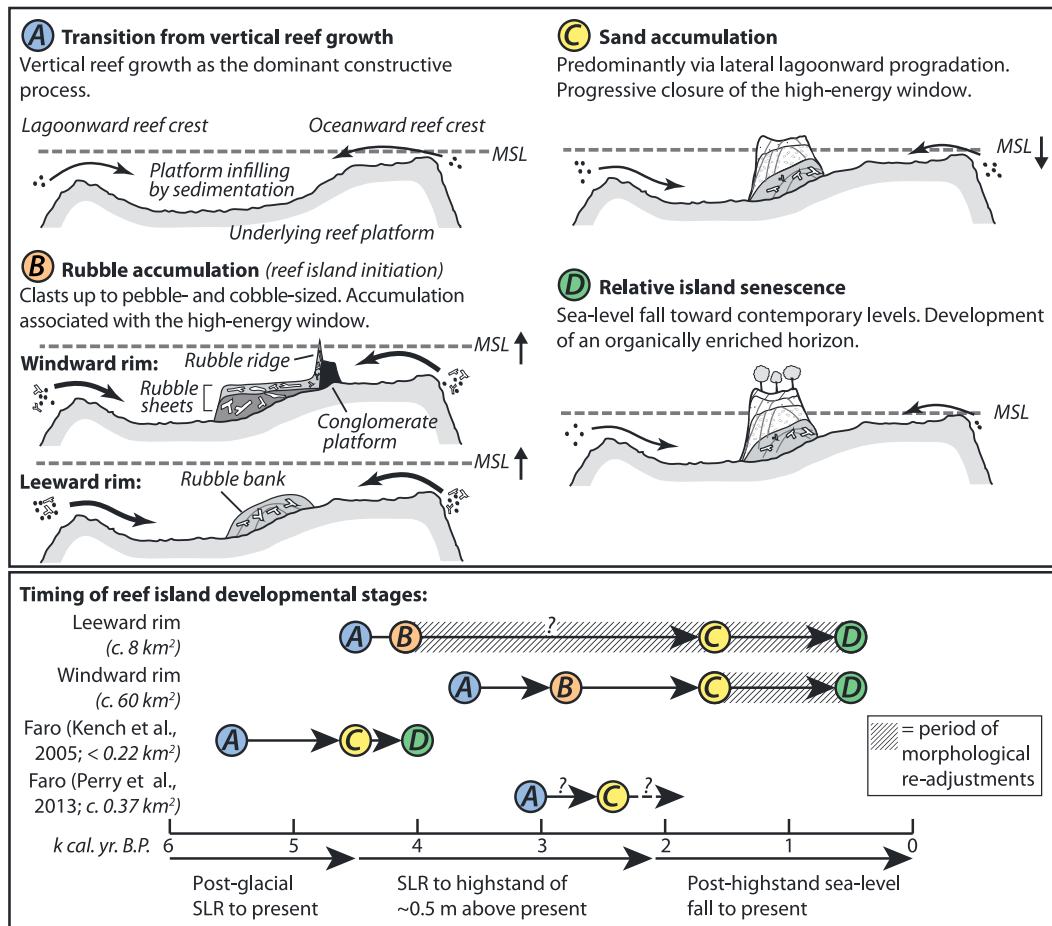 A Transition from vertical reef growth
Vertical reef growth as the dominant constructive
process.
Lagoonward reef crest
Oceanward reef crest
MSL
Platform infilling
by sedimentation
Underlying reef platform
B Rubble accumulation (reef island initiation)
Clasts up to pebble- and cobble-sized. Accumulation
associated with the high-energy window.
MSL
Windward rim:
Rubble ridge
Rubble
sheets
Conglomerate
platform
MSL
Leeward rim:
Rubble bank
C Sand accumulation
Predominantly via lateral lagoonward progradation.
Progressive closure of the high-energy window.
MSL
D Relative island senescence
Sea-level fall toward contemporary levels. Development
of an organically enriched horizon.
MSL
Timing of reef island developmental stages:
Leeward rim
(c. 8 km²)
A B ? C D
Windward rim
(c. 60 km²)
A B C D
Faro (Kench et al.,
2005; < 0.22 km²)
A C D
Faro (Perry et al.,
2013; c. 0.37 km²)
A ? C ?
= period of
morphological
re-adjustments
k cal. yr. B.P.
6 5 4 3 2 1 0
Post-glacial
SLR to present
SLR to highstand of
~0.5 m above present
Post-highstand sea-level
fall to present